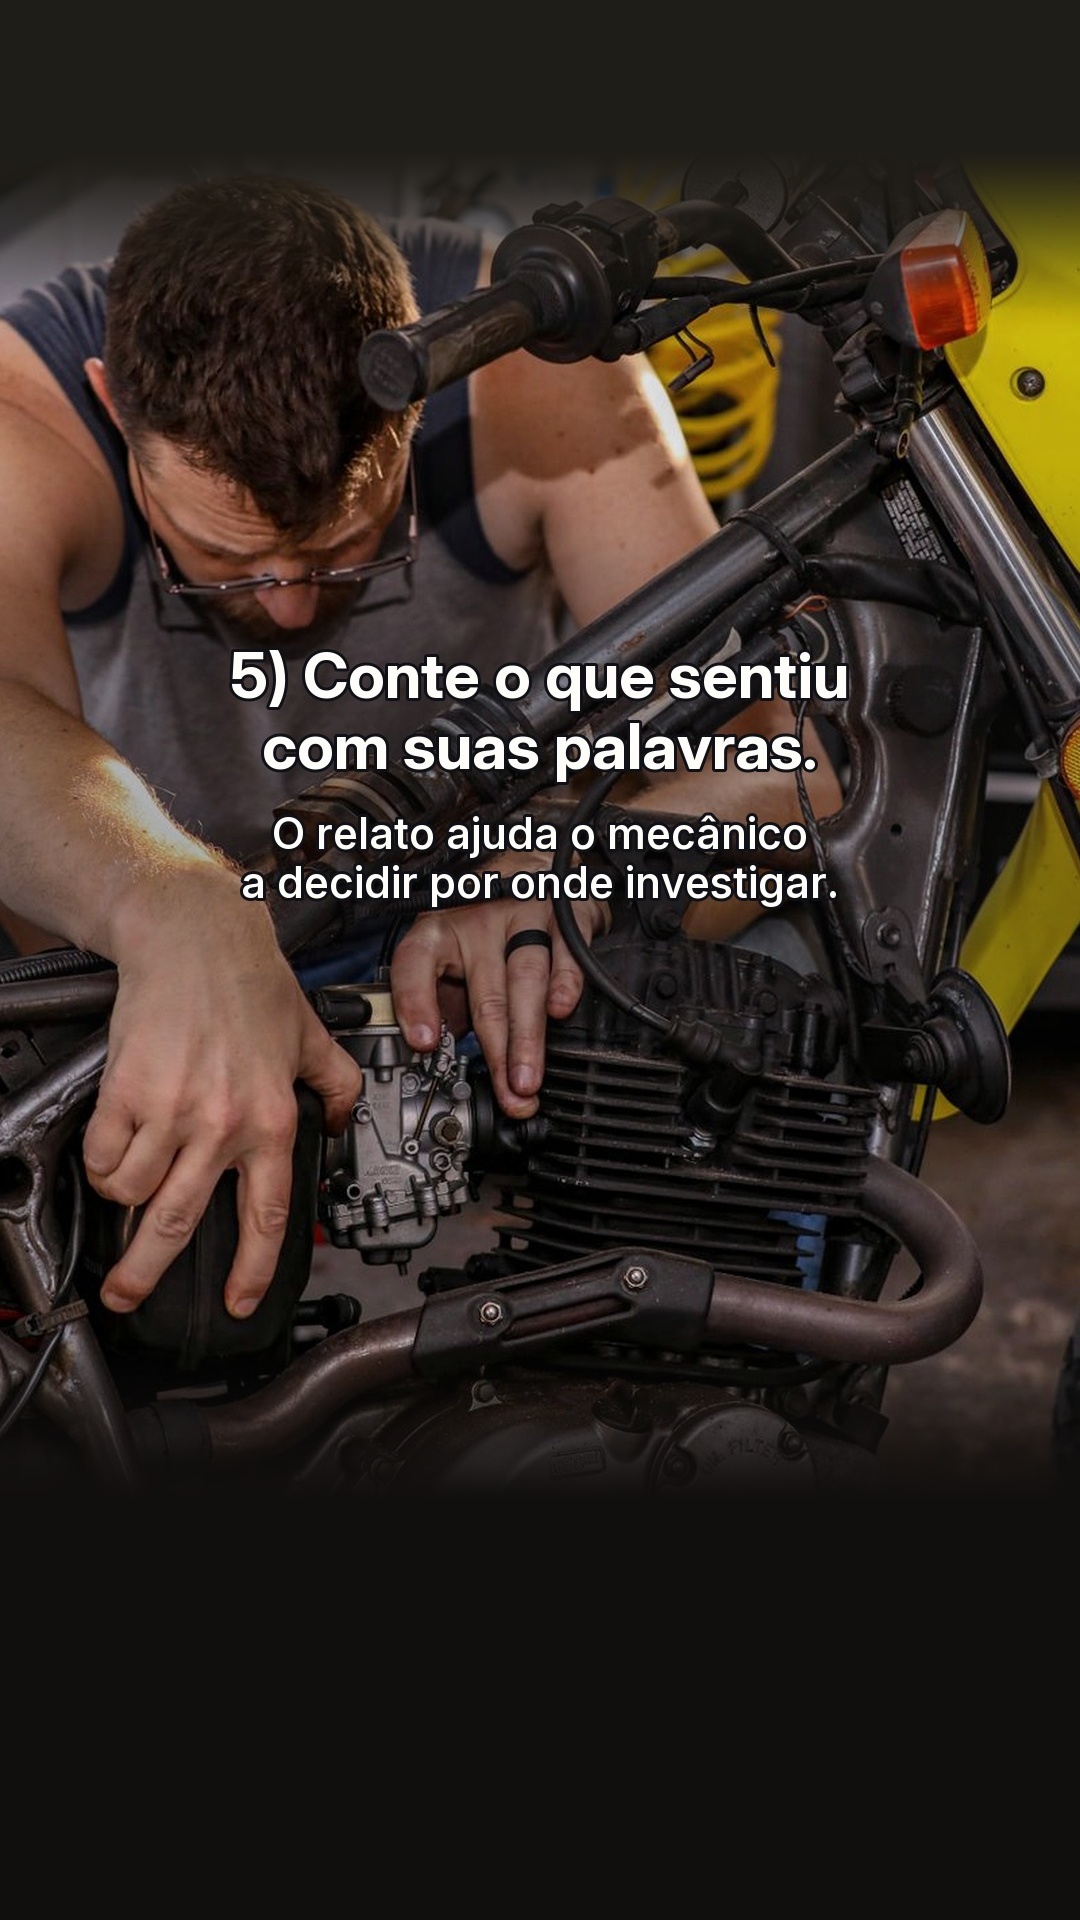 5) Conte o que sentiu
com suas palavras.
O relato ajuda o mecânico
a decidir por onde investigar.